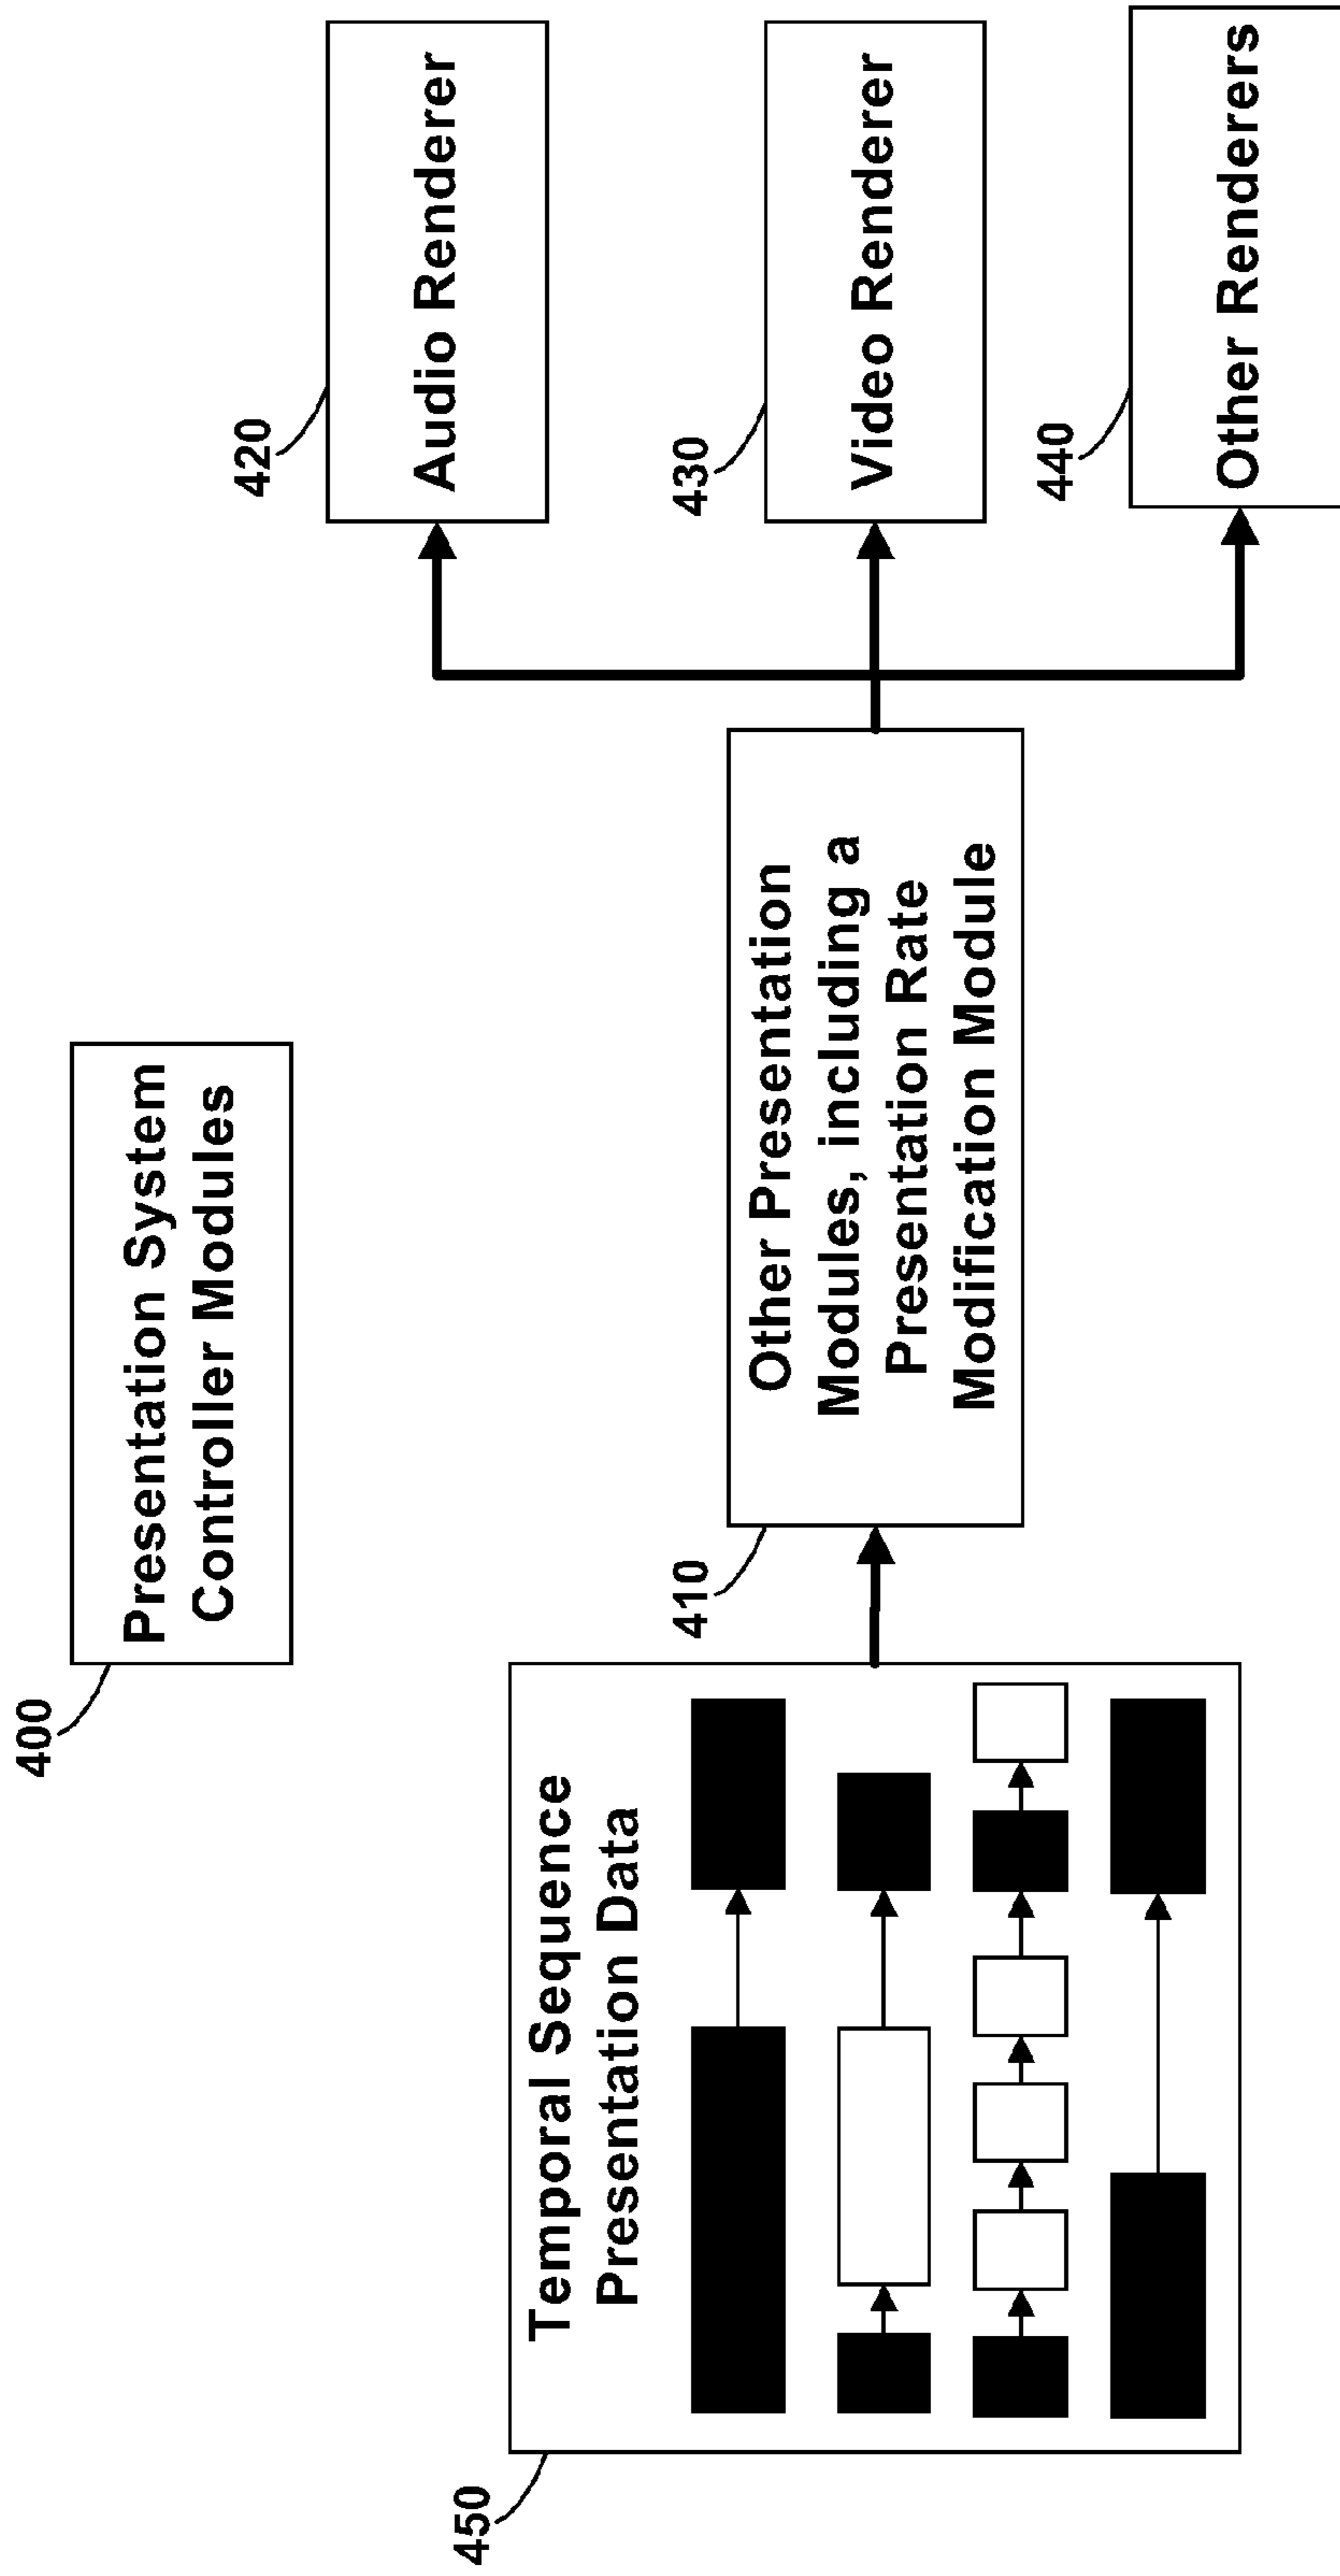 400
Presentation System
Controller Modules
450
Temporal Sequence
Presentation Data
410
Other Presentation
Modules, including a
Presentation Rate
Modification Module
420
Audio Renderer
430
Video Renderer
440
Other Renderers